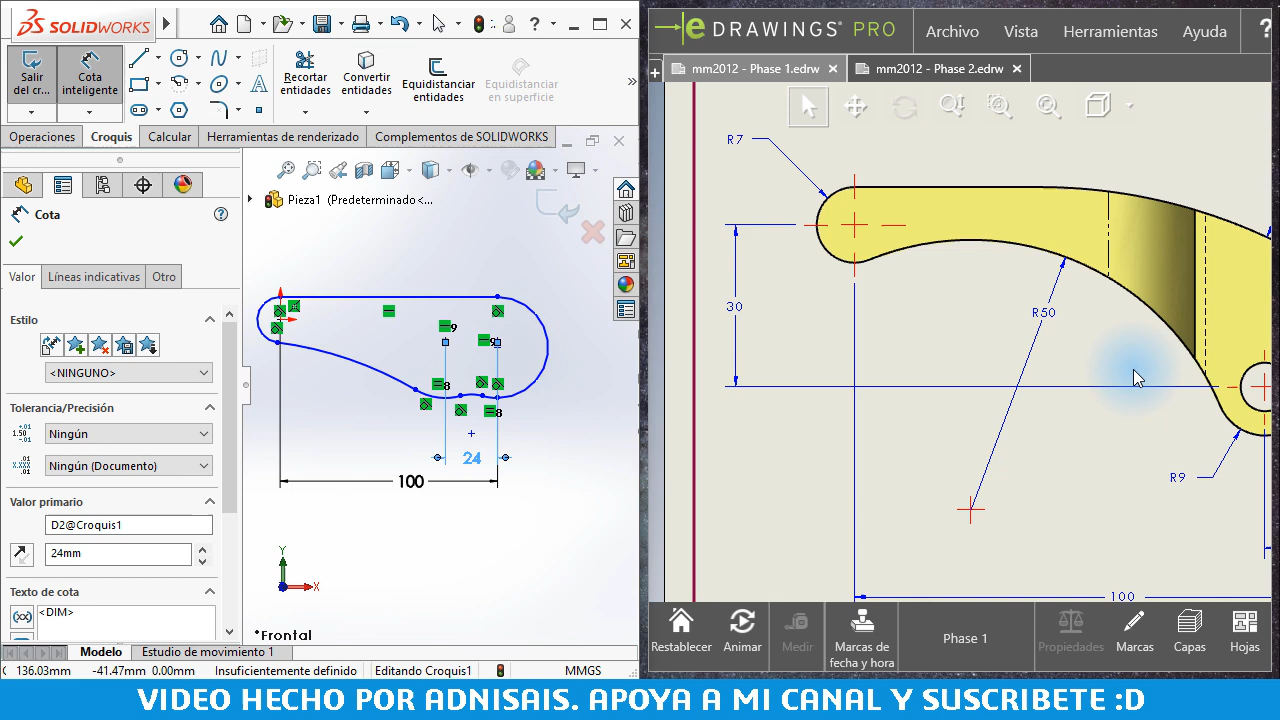 SOLIDWORKS
Salir
del cr...
Cota
inteligente
Recortar
entidades
Convertir
entidades
Equidistanciar
entidades
Equidistanciar
en superficie
Operaciones
Croquis
Calcular
Herramientas de renderizado
Complementos de SOLIDWORKS
Cota
Valor
Líneas indicativas
Otro
Estilo
<NINGUNO>
Tolerancia/Precisión
Ningún
Ningún (Documento)
Valor primario
D2@Croquis1
24mm
Texto de cota
<DIM>
Pieza1 (Predeterminado <...
9
9
8
8
24
100
Y
X
*Frontal
Modelo
Estudio de movimiento 1
136.03mm
-41.47mm
0.00mm
Insuficientemente definido
Editando Croquis1
MMGS
eDRAWINGS® PRO
Archivo
Vista
Herramientas
Ayuda
?
mm2012 - Phase 1.edrw
mm2012 - Phase 2.edrw
R7
30
R50
R9
100
Restablecer
Animar
Medir
Marcas de
fecha y hora
Phase 1
Propiedades
Marcas
Capas
Hojas
VIDEO HECHO POR ADNISAIS. APOYA A MI CANAL Y SUSCRIBETE :D